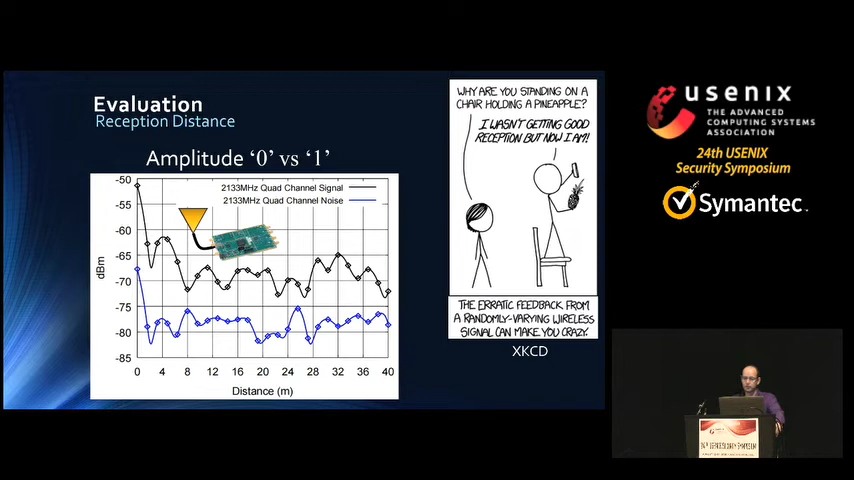 Evaluation
Reception Distance
Amplitude ‘0’ vs ‘1’
2133MHz Quad Channel Signal
2133MHz Quad Channel Noise
dBm
-50
-55
-60
-65
-70
-75
-80
-85
0 4 8 12 16 20 24 28 32 36 40
Distance (m)
WHY ARE YOU STANDING ON A
CHAIR HOLDING A PINEAPPLE?
I WASN'T GETTING GOOD
RECEPTION BUT NOW I AM!
THE ERRATIC FEEDBACK FROM
A RANDOMLY-VARYING WIRELESS
SIGNAL CAN MAKE YOU CRAZY.
XKCD
usenix
THE ADVANCED
COMPUTING SYSTEMS
ASSOCIATION
24th USENIX
Security Symposium
Symantec.